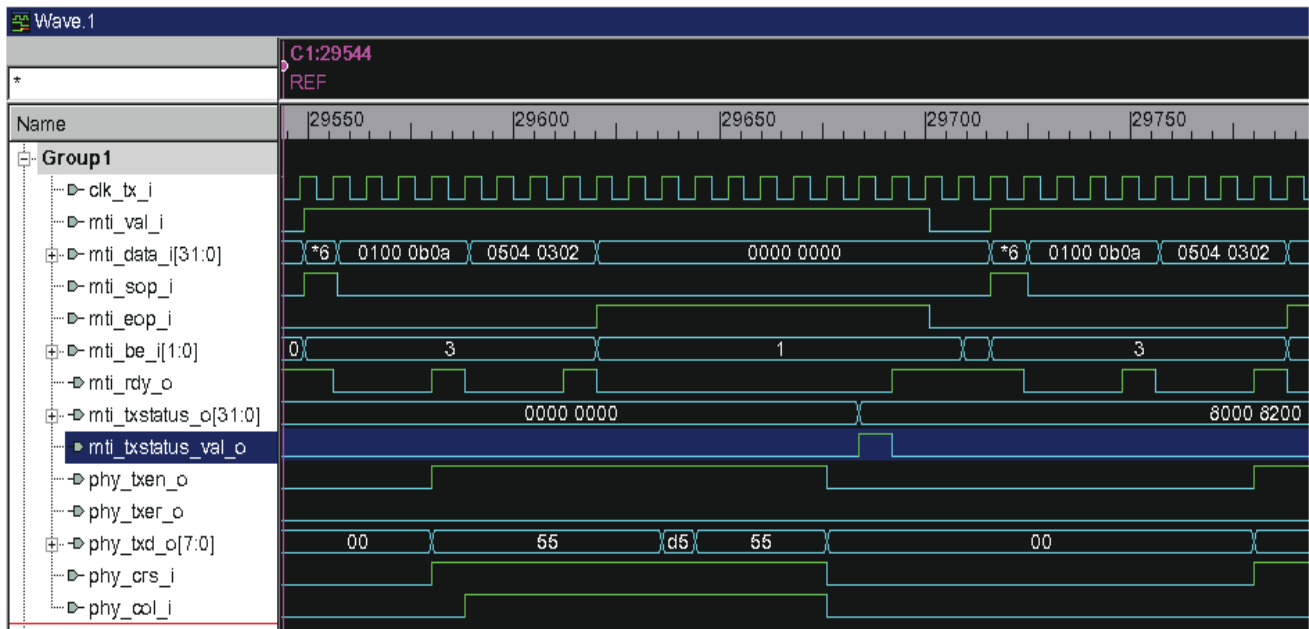 Wave.1
C1:29544
*
REF
Name
29550 29600 29650 29700 29750
Group1
clk_tx_i
mti_val_i
mti_data_i[31:0] *6 0100 0b0a 0504 0302 0000 0000 *6 0100 0b0a 0504 0302
mti_sop_i
mti_eop_i
mti_be_i[1:0] 0 3 1 3
mti_rdy_o
mti_txstatus_o[31:0] 0000 0000 8000 8200
mti_txstatus_val_o
phy_txen_o
phy_txer_o
phy_txd_o[7:0] 00 55 d5 55 00
phy_crs_i
phy_col_i